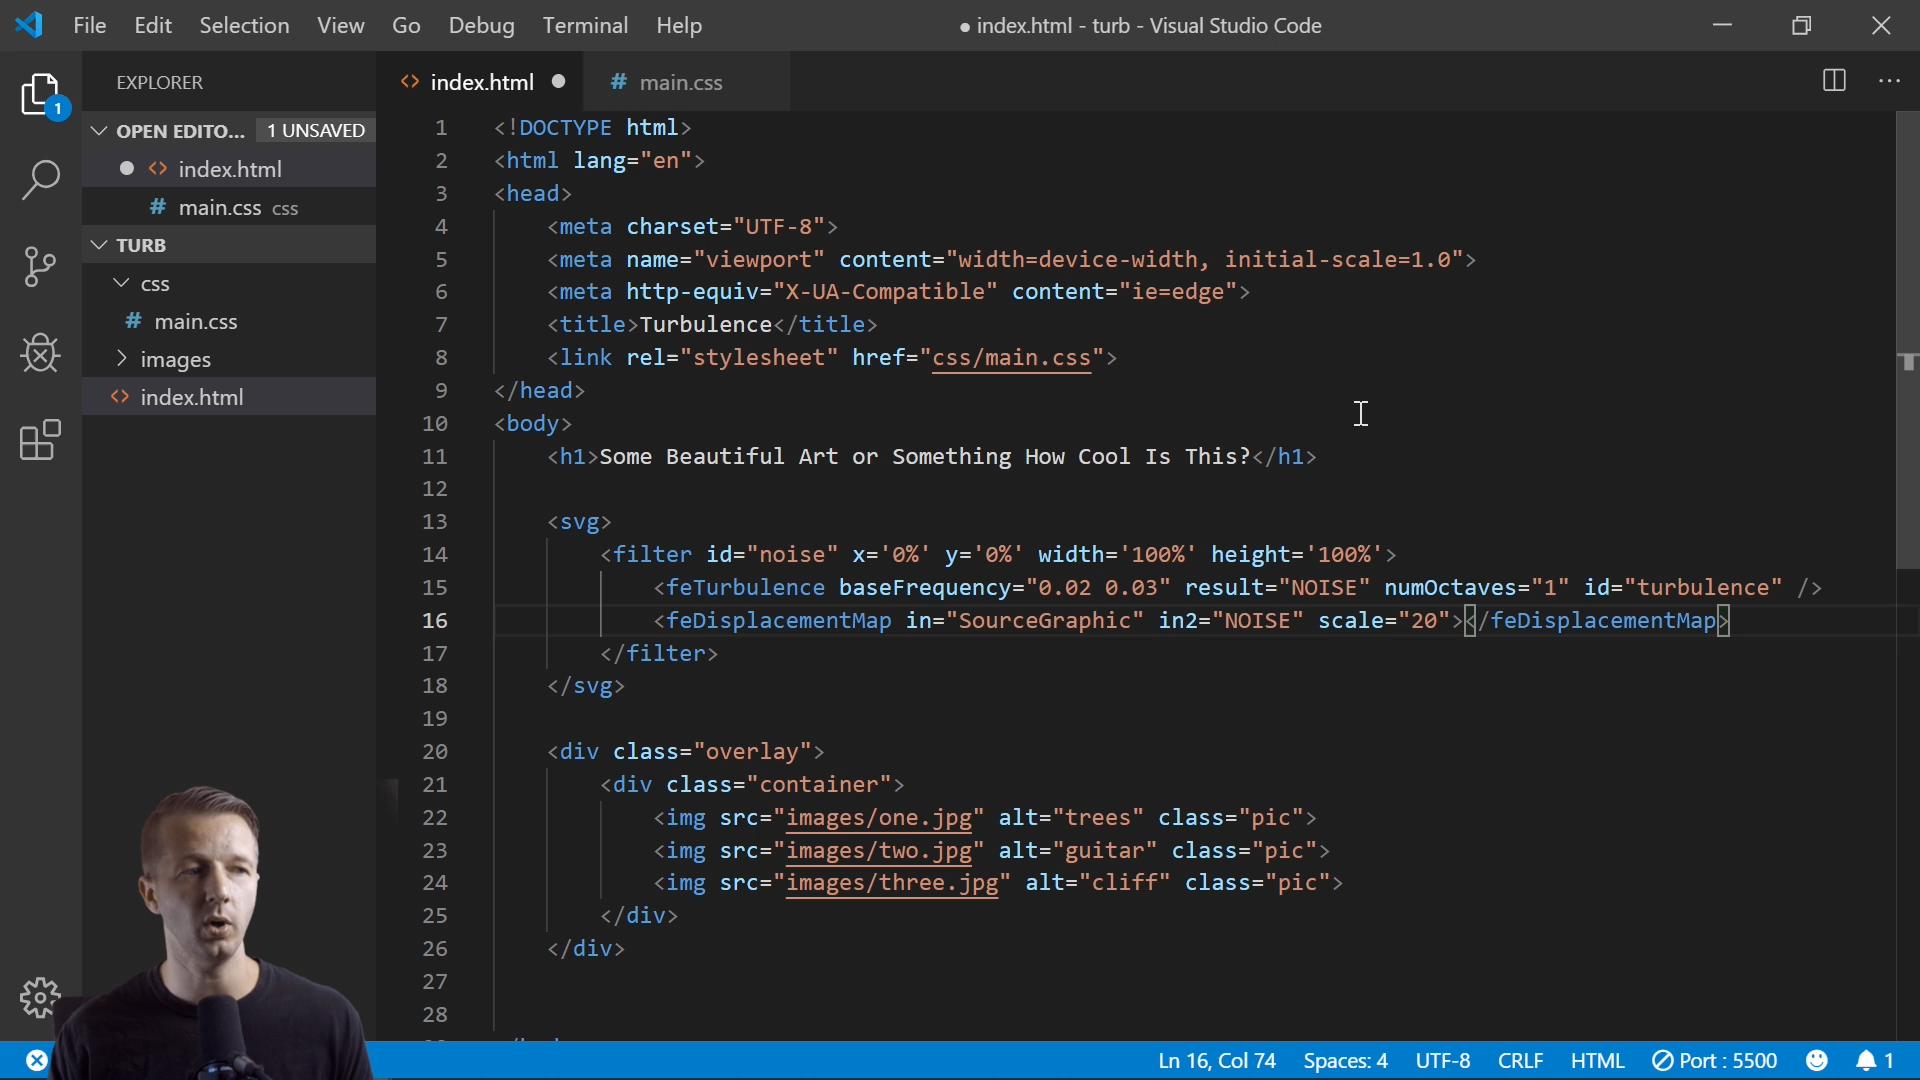 File Edit Selection View Go Debug Terminal Help
● index.html - turb - Visual Studio Code
EXPLORER
1
OPEN EDITO... 1 UNSAVED
index.html
# main.css css
TURB
css
# main.css
images
<> index.html
<> index.html ●
# main.css
1 <!DOCTYPE html>
2 <html lang="en">
3 <head>
4 <meta charset="UTF-8">
5 <meta name="viewport" content="width=device-width, initial-scale=1.0">
6 <meta http-equiv="X-UA-Compatible" content="ie=edge">
7 <title>Turbulence</title>
8 <link rel="stylesheet" href="css/main.css">
9 </head>
10 <body>
11 <h1>Some Beautiful Art or Something How Cool Is This?</h1>
12
13 <svg>
14 <filter id="noise" x='0%' y='0%' width='100%' height='100%'>
15 <feTurbulence baseFrequency="0.02 0.03" result="NOISE" numOctaves="1" id="turbulence" />
16 <feDisplacementMap in="SourceGraphic" in2="NOISE" scale="20"></feDisplacementMap>
17 </filter>
18 </svg>
19
20 <div class="overlay">
21 <div class="container">
22 <img src="images/one.jpg" alt="trees" class="pic">
23 <img src="images/two.jpg" alt="guitar" class="pic">
24 <img src="images/three.jpg" alt="cliff" class="pic">
25 </div>
26 </div>
27
28
Ln 16, Col 74 Spaces: 4 UTF-8 CRLF HTML Port : 5500 1